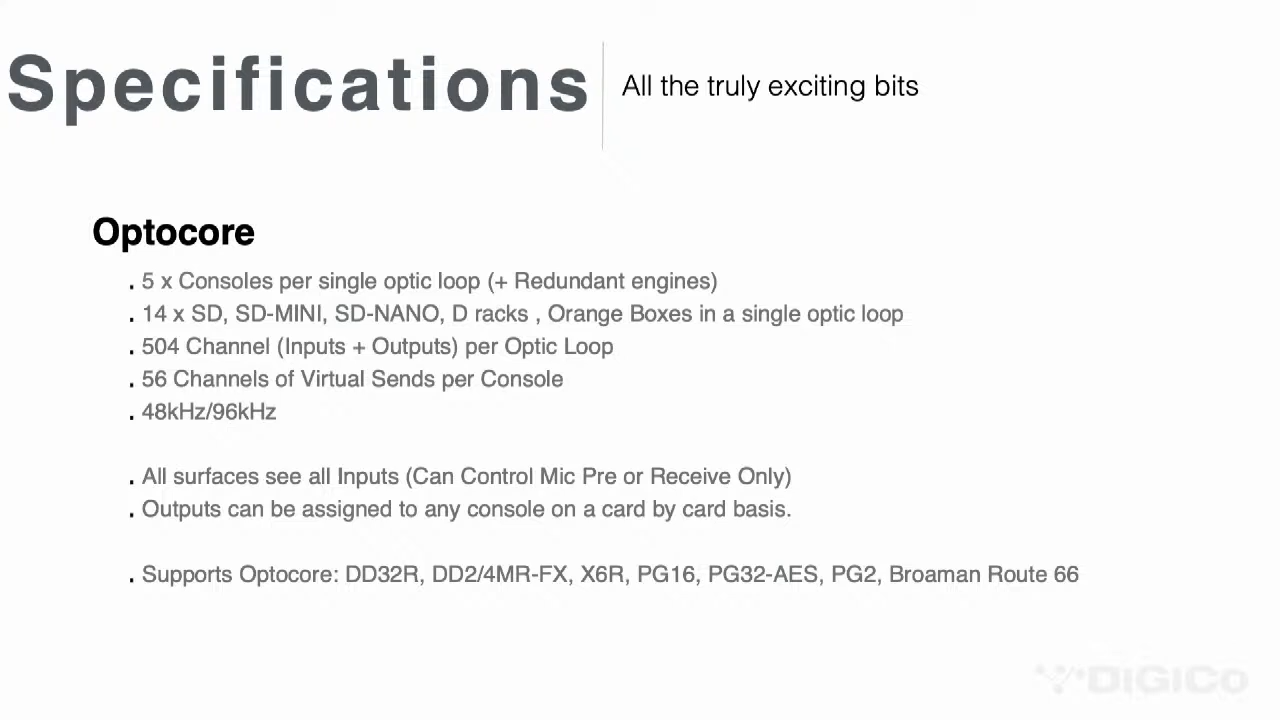 Specifications
All the truly exciting bits
Optocore
. 5 x Consoles per single optic loop (+ Redundant engines)
. 14 x SD, SD-MINI, SD-NANO, D racks , Orange Boxes in a single optic loop
. 504 Channel (Inputs + Outputs) per Optic Loop
. 56 Channels of Virtual Sends per Console
. 48kHz/96kHz
. All surfaces see all Inputs (Can Control Mic Pre or Receive Only)
. Outputs can be assigned to any console on a card by card basis.
. Supports Optocore: DD32R, DD2/4MR-FX, X6R, PG16, PG32-AES, PG2, Broaman Route 66
DiGiCo